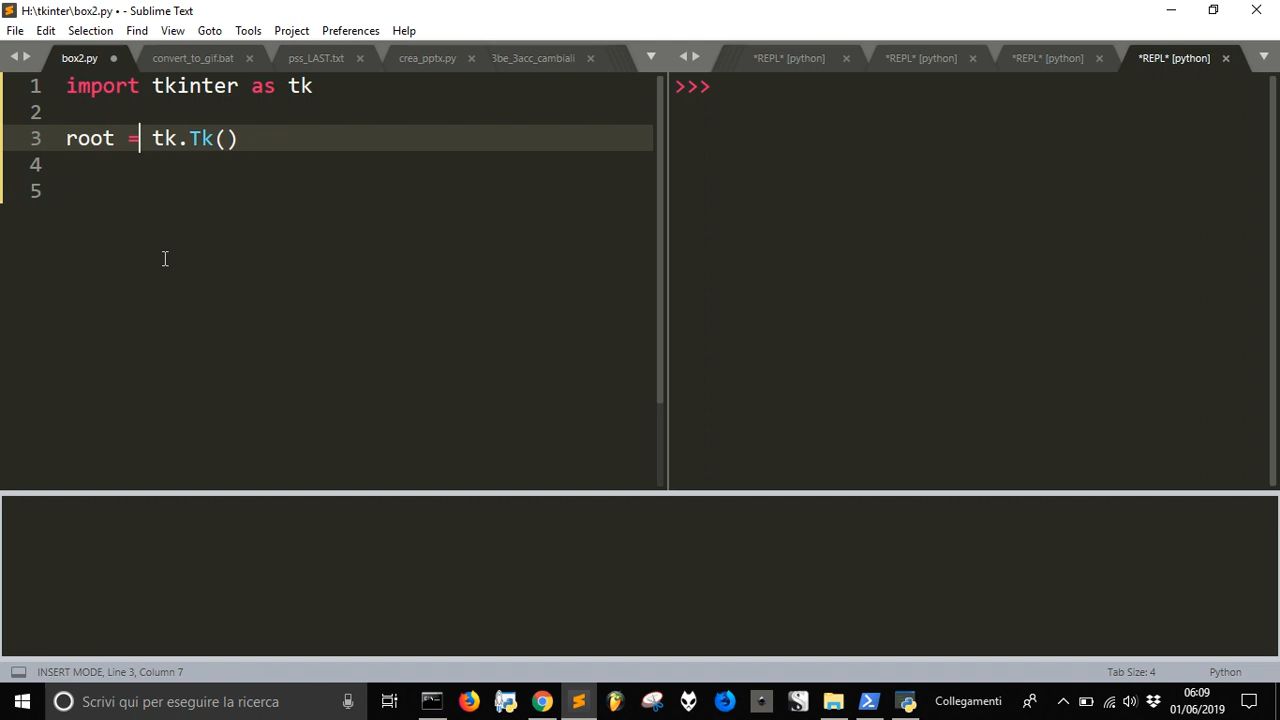 H:\tkinter\box2.py • - Sublime Text
File Edit Selection Find View Goto Tools Project Preferences Help
box2.py convert_to_gif.bat pss_LAST.txt crea_pptx.py 3be_3acc_cambiali *REPL* [python] *REPL* [python] *REPL* [python] *REPL* [python]
1 import tkinter as tk >>>
2
3 root = tk.Tk()
4
5
INSERT MODE, Line 3, Column 7 Tab Size: 4 Python
Scrivi qui per eseguire la ricerca Collegamenti 06:09
01/06/2019